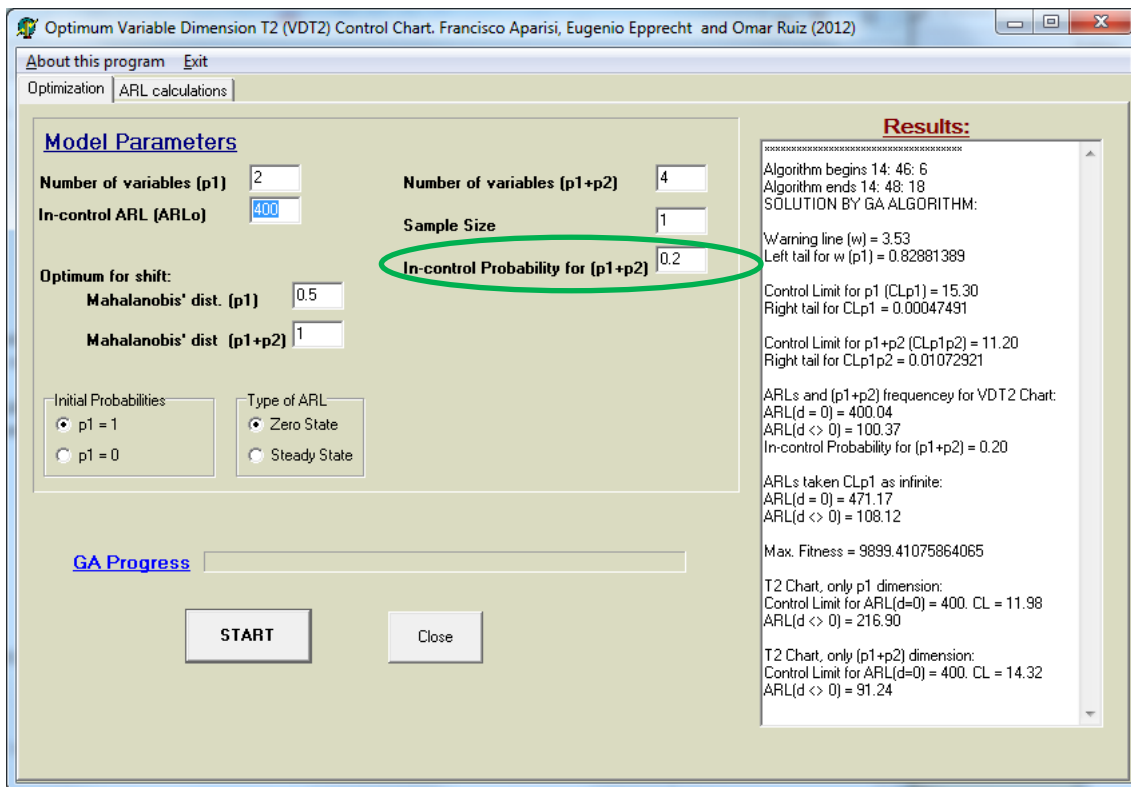 Optimum Variable Dimension T2 (VDT2) Control Chart. Francisco Aparisi, Eugenio Epprecht and Omar Ruiz (2012)
About this program Exit
Optimization ARL calculations
Model Parameters
Number of variables (p1) 2
In-control ARL (ARLo) 400
Number of variables (p1+p2) 4
Sample Size 1
In-control Probability for (p1+p2) 0.2
Optimum for shift:
Mahalanobis' dist. (p1) 0.5
Mahalanobis' dist (p1+p2) 1
Initial Probabilities
p1 = 1
p1 = 0
Type of ARL
Zero State
Steady State
GA Progress
START
Close
Results:
Algorithm begins 14: 46: 6
Algorithm ends 14: 48: 18
SOLUTION BY GA ALGORITHM:
Warning line (w) = 3.53
Left tail for w (p1) = 0.82881389
Control Limit for p1 (CLp1) = 15.30
Right tail for CLp1 = 0.00047491
Control Limit for p1+p2 (CLp1p2) = 11.20
Right tail for CLp1p2 = 0.01072921
ARLs and (p1+p2) frequencey for VDT2 Chart:
ARL(d = 0) = 400.04
ARL(d <> 0) = 100.37
In-control Probability for (p1+p2) = 0.20
ARLs taken CLp1 as infinite:
ARL(d = 0) = 471.17
ARL(d <> 0) = 108.12
Max. Fitness = 9899.41075864065
T2 Chart, only p1 dimension:
Control Limit for ARL(d=0) = 400. CL = 11.98
ARL(d <> 0) = 216.90
T2 Chart, only (p1+p2) dimension:
Control Limit for ARL(d=0) = 400. CL = 14.32
ARL(d <> 0) = 91.24